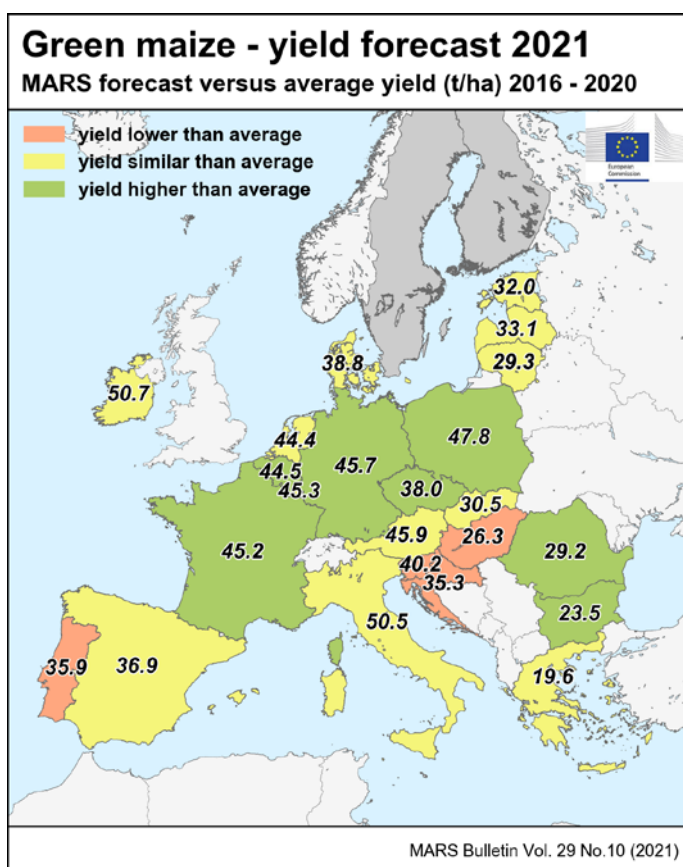 Green maize - yield forecast 2021
MARS forecast versus average yield (t/ha) 2016 - 2020
yield lower than average
yield similar than average
yield higher than average
European
Commission
32.0
33.1
29.3
38.8
50.7
44.4
47.8
44.5
45.7
45.3
38.0
30.5
45.9
26.3
45.2
40.2
29.2
35.3
50.5
23.5
35.9
36.9
19.6
MARS Bulletin Vol. 29 No.10 (2021)